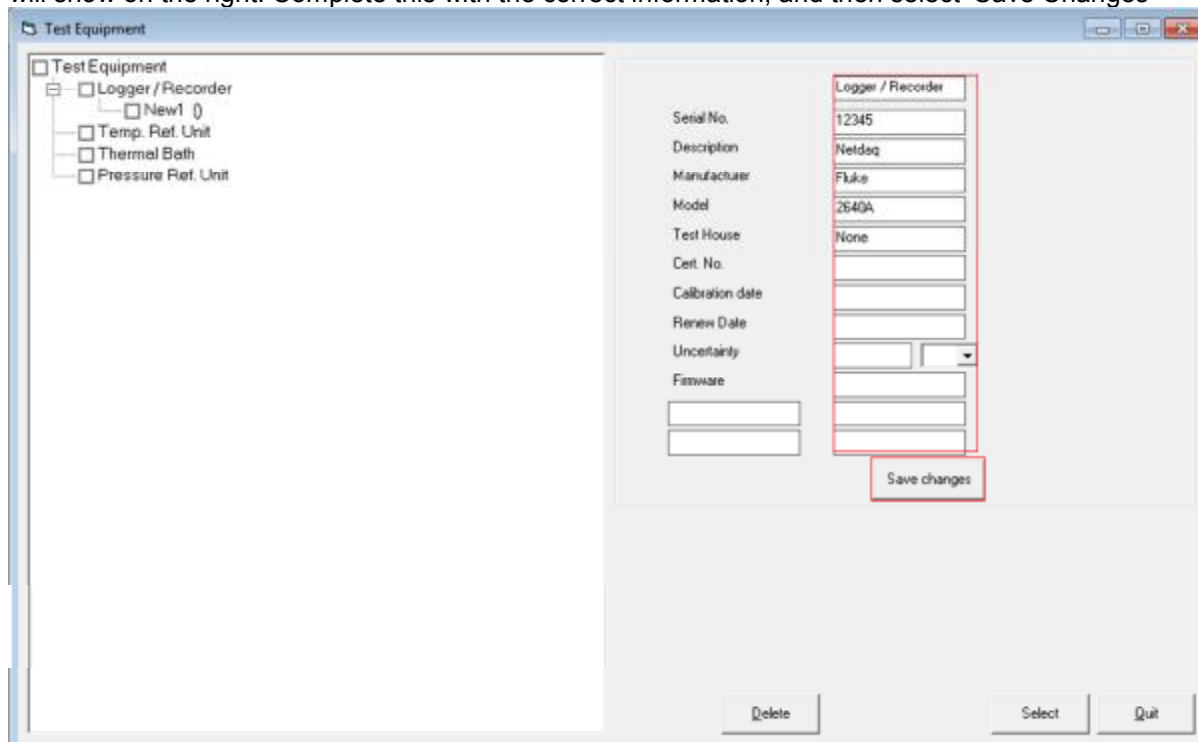 will show on the right. Complete this with the correct information, and then select 'Save Changes'
Test Equipment
Test Equipment
Logger / Recorder
New1 ()
Temp. Ref. Unit
Thermal Bath
Pressure Ref. Unit
Logger / Recorder
Serial No. 12345
Description Netdaq
Manufacturer Fluke
Model 2640A
Test House None
Cert. No.
Calibration date
Renew Date
Uncertainty
Firmware
Save changes
Delete Select Quit